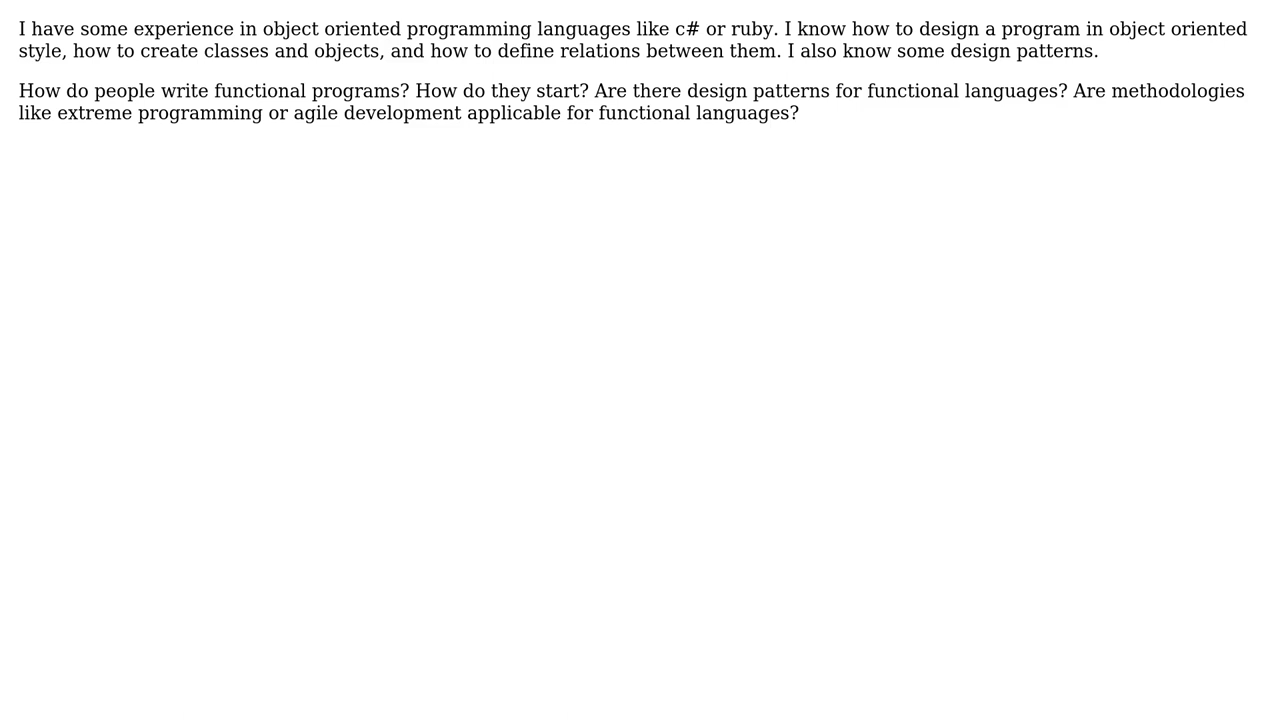 I have some experience in object oriented programming languages like c# or ruby. I know how to design a program in object oriented
style, how to create classes and objects, and how to define relations between them. I also know some design patterns.
How do people write functional programs? How do they start? Are there design patterns for functional languages? Are methodologies
like extreme programming or agile development applicable for functional languages?